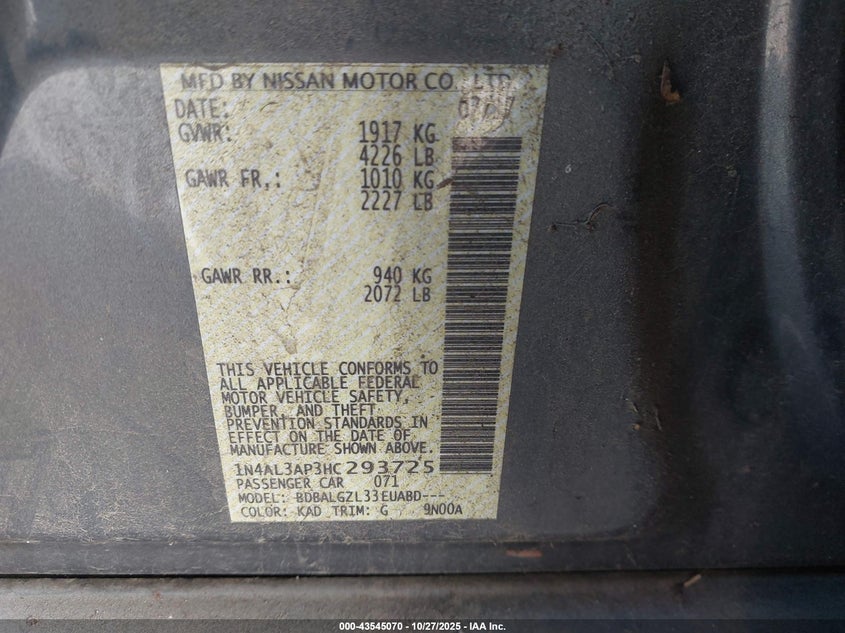 MFD BY NISSAN MOTOR CO., LTD.
DATE:
GVWR: 1917 KG
4226 LB
GAWR FR.: 1010 KG
2227 LB
GAWR RR.: 940 KG
2072 LB
THIS VEHICLE CONFORMS TO
ALL APPLICABLE FEDERAL
MOTOR VEHICLE SAFETY,
BUMPER, AND THEFT
PREVENTION STANDARDS IN
EFFECT ON THE DATE OF
MANUFACTURE SHOWN ABOVE.
1N4AL3AP3HC293725
PASSENGER CAR 071
MODEL: BDBALGZL33EUABD---
COLOR: KAD TRIM: G 9N00A
000-43545070 - 10/27/2025 - IAA Inc.